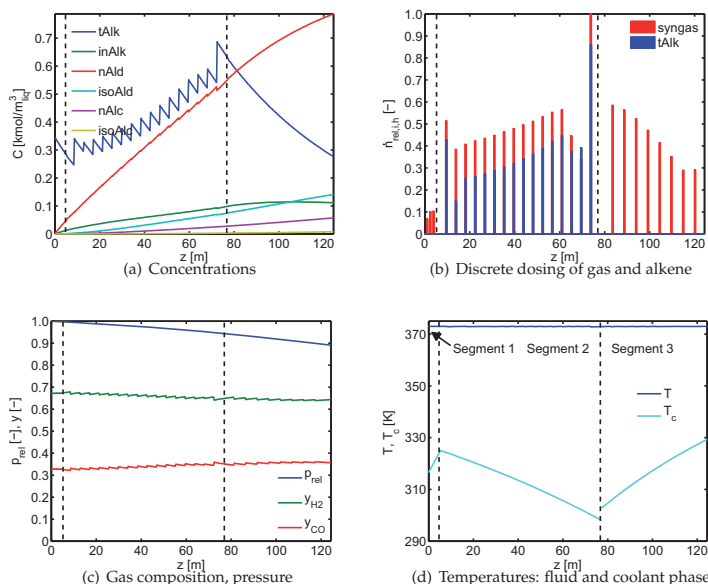 0.7
0.6
0.5
0.4
0.3
0.2
0.1
0
C [kmol/m³liq]
tAlk
inAlk
nAld
isoAld
nAlc
isoAlc
0 20 40 60 80 100 120
z [m]
(a) Concentrations
1.0
0.9
0.8
0.7
0.6
0.5
0.4
0.3
0.2
0.1
0
ṅrel,i,h [−]
syngas
tAlk
0 20 40 60 80 100 120
z [m]
(b) Discrete dosing of gas and alkene
1.0
0.9
0.8
0.7
0.6
0.5
0.4
0.3
0.2
0.1
0
prel [−], y [−]
prel
yH2
yCO
0 20 40 60 80 100 120
z [m]
(c) Gas composition, pressure
370
350
330
310
290
T, Tc [K]
Segment 1 Segment 2 Segment 3
T
Tc
0 20 40 60 80 100 120
z [m]
(d) Temperatures: fluid and coolant phase